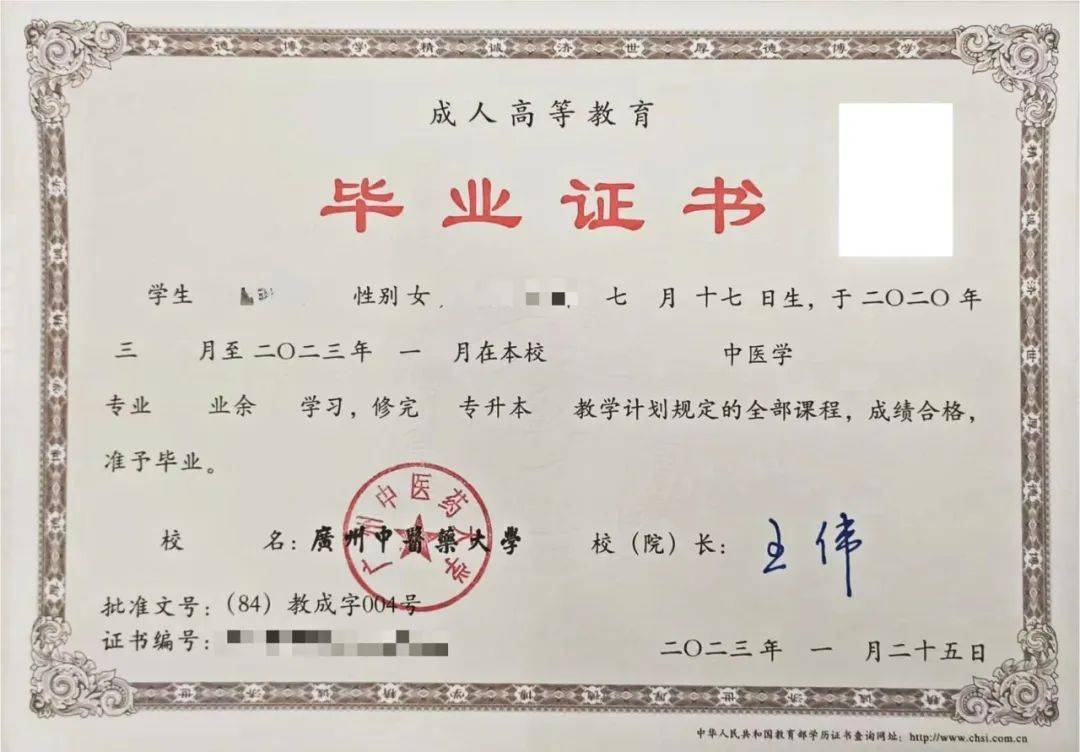 厚德博学精诚济世厚德博学
成人高等教育
毕业证书
学生 性别 女, 七 月 十七 日生，于 二〇二〇 年
三 月至 二〇二三 年 一 月在本校 中医学
专业 业余 学习，修完 专升本 教学计划规定的全部课程，成绩合格，
准予毕业。
广州中医药大学
校 名：廣州中醫藥大學 校（院）长：王伟
批准文号：（84）教成字004号
证书编号：
二〇二三 年 一 月二十五日
中华人民共和国教育部学历证书查询网址：http://www.chsi.com.cn